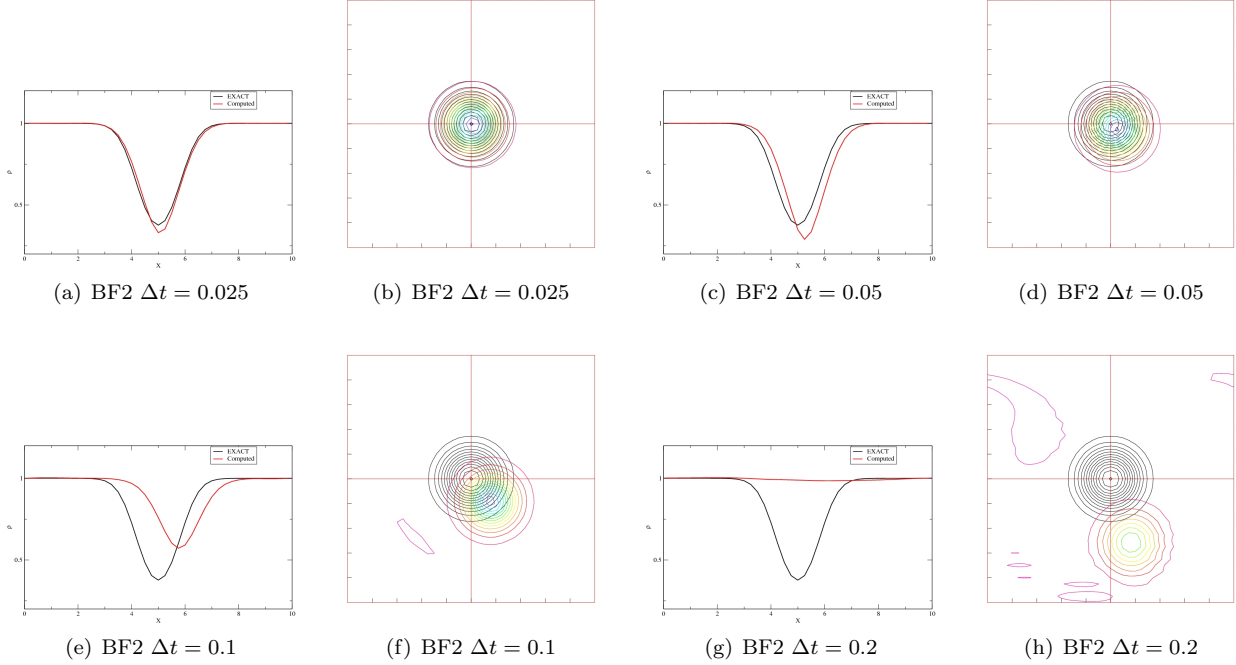 EXACT
Computed
1
ρ
0.5
0 2 4 6 8 10
X
EXACT
Computed
1
ρ
0.5
0 2 4 6 8 10
X
(a) BF2 Δt = 0.025
(b) BF2 Δt = 0.025
(c) BF2 Δt = 0.05
(d) BF2 Δt = 0.05
EXACT
Computed
1
ρ
0.5
0 2 4 6 8 10
X
EXACT
Computed
1
ρ
0.5
0 2 4 6 8 10
X
(e) BF2 Δt = 0.1
(f) BF2 Δt = 0.1
(g) BF2 Δt = 0.2
(h) BF2 Δt = 0.2